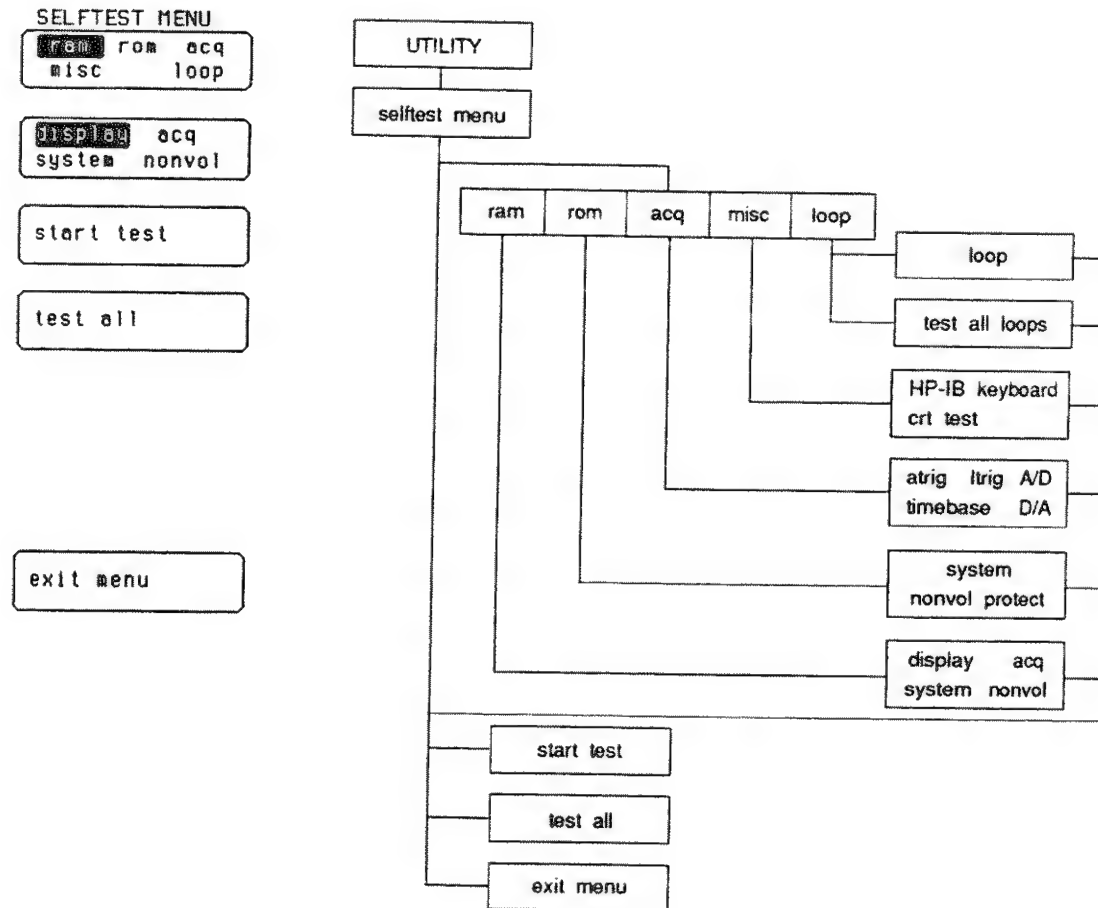 SELFTEST MENU
ram rom acq
misc loop
display acq
system nonvol
start test
test all
exit menu
UTILITY
selftest menu
ram rom acq misc loop
loop
test all loops
HP-IB keyboard
crt test
atrig ltrig A/D
timebase D/A
system
nonvol protect
display acq
system nonvol
start test
test all
exit menu